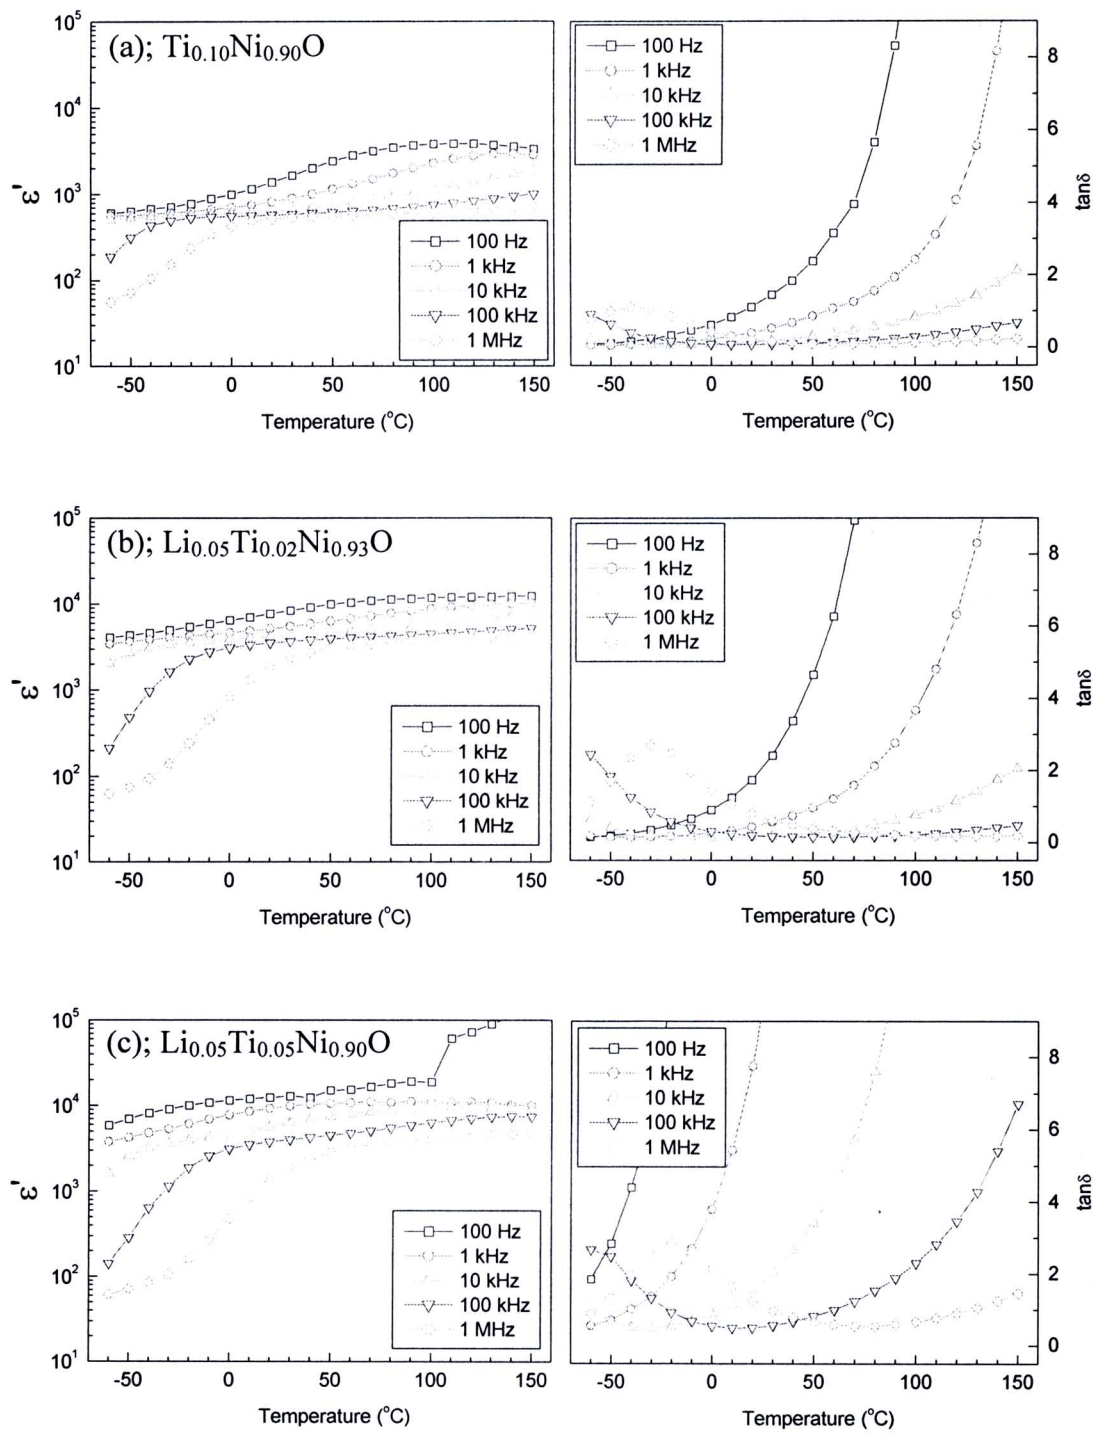 (a); Ti0.10Ni0.90O
10^5
10^4
10^3
10^2
10^1
ε'
100 Hz
1 kHz
10 kHz
100 kHz
1 MHz
-50 0 50 100 150
Temperature (°C)
100 Hz
1 kHz
10 kHz
100 kHz
1 MHz
8
6
4
2
0
tanδ
-50 0 50 100 150
Temperature (°C)
(b); Li0.05Ti0.02Ni0.93O
10^5
10^4
10^3
10^2
10^1
ε'
100 Hz
1 kHz
10 kHz
100 kHz
1 MHz
-50 0 50 100 150
Temperature (°C)
100 Hz
1 kHz
10 kHz
100 kHz
1 MHz
8
6
4
2
0
tanδ
-50 0 50 100 150
Temperature (°C)
(c); Li0.05Ti0.05Ni0.90O
10^5
10^4
10^3
10^2
10^1
ε'
100 Hz
1 kHz
10 kHz
100 kHz
1 MHz
-50 0 50 100 150
Temperature (°C)
100 Hz
1 kHz
10 kHz
100 kHz
1 MHz
8
6
4
2
0
tanδ
-50 0 50 100 150
Temperature (°C)